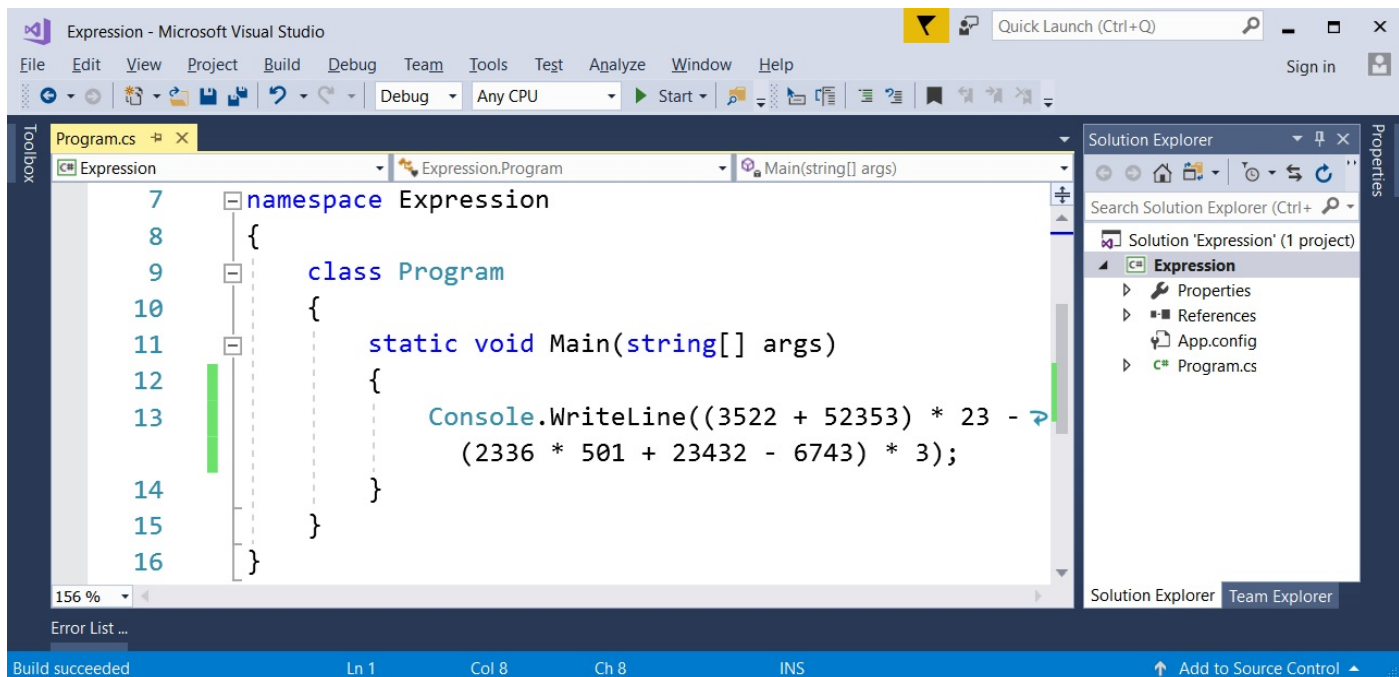 Expression - Microsoft Visual Studio
Quick Launch (Ctrl+Q)
File Edit View Project Build Debug Team Tools Test Analyze Window Help
Sign in
Debug Any CPU Start
Toolbox
Program.cs
C# Expression Expression.Program Main(string[] args)
7 namespace Expression
8 {
9 class Program
10 {
11 static void Main(string[] args)
12 {
13 Console.WriteLine((3522 + 52353) * 23 -
(2336 * 501 + 23432 - 6743) * 3);
14 }
15 }
16 }
156 %
Solution Explorer
Search Solution Explorer (Ctrl+
Solution 'Expression' (1 project)
C# Expression
Properties
References
App.config
C# Program.cs
Solution Explorer Team Explorer
Properties
Error List ...
Build succeeded Ln 1 Col 8 Ch 8 INS Add to Source Control